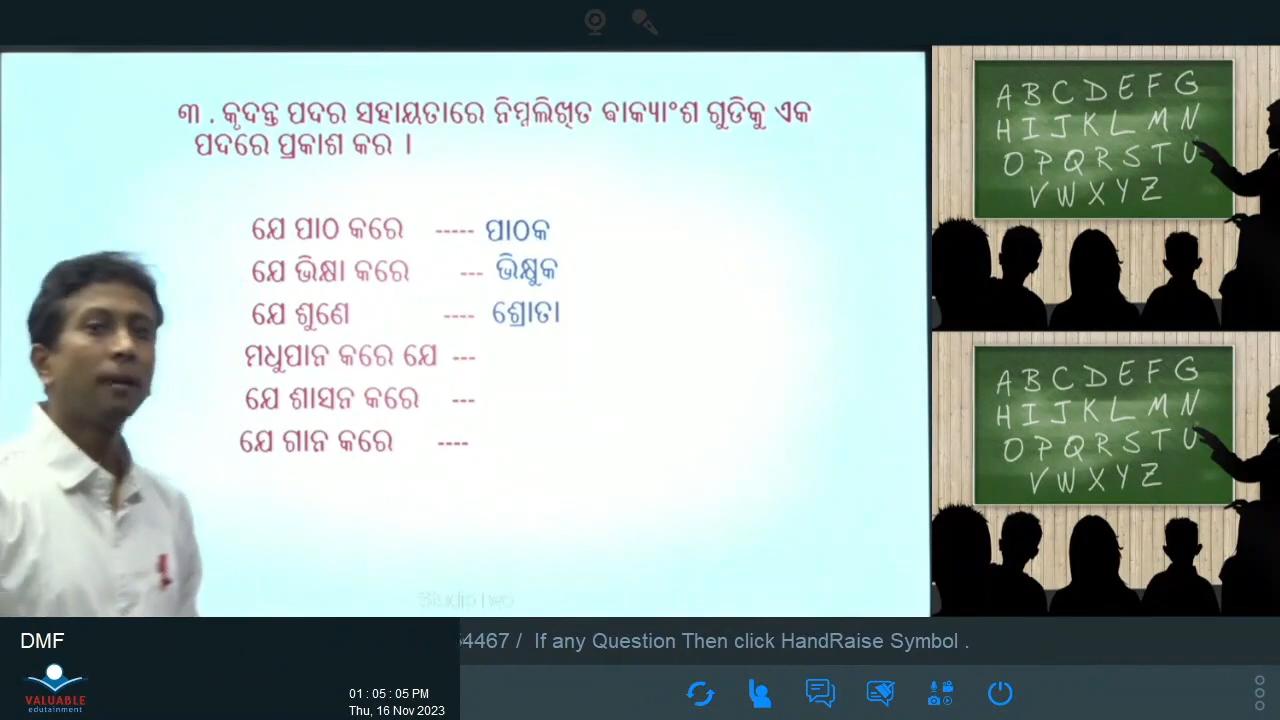 ୩ . କୃଦନ୍ତ ପଦର ସହାୟତାରେ ନିମ୍ନଲିଖିତ ବାକ୍ୟାଂଶ ଗୁଡିକୁ ଏକ
ପଦରେ ପ୍ରକାଶ କର ।
ଯେ ପାଠ କରେ ----- ପାଠକ
ଯେ ଭିକ୍ଷା କରେ --- ଭିକ୍ଷୁକ
ଯେ ଶୁଣେ ---- ଶ୍ରୋତା
ମଧୁପାନ କରେ ଯେ ---
ଯେ ଶାସନ କରେ ---
ଯେ ଗାନ କରେ ----
A B C D E F G
H I J K L M N
O P Q R S T U
V W X Y Z
A B C D E F G
H I J K L M N
O P Q R S T U
V W X Y Z
DMF
54467 / If any Question Then click HandRaise Symbol .
VALUABLE
edutainment
01 : 05 : 05 PM
Thu, 16 Nov 2023